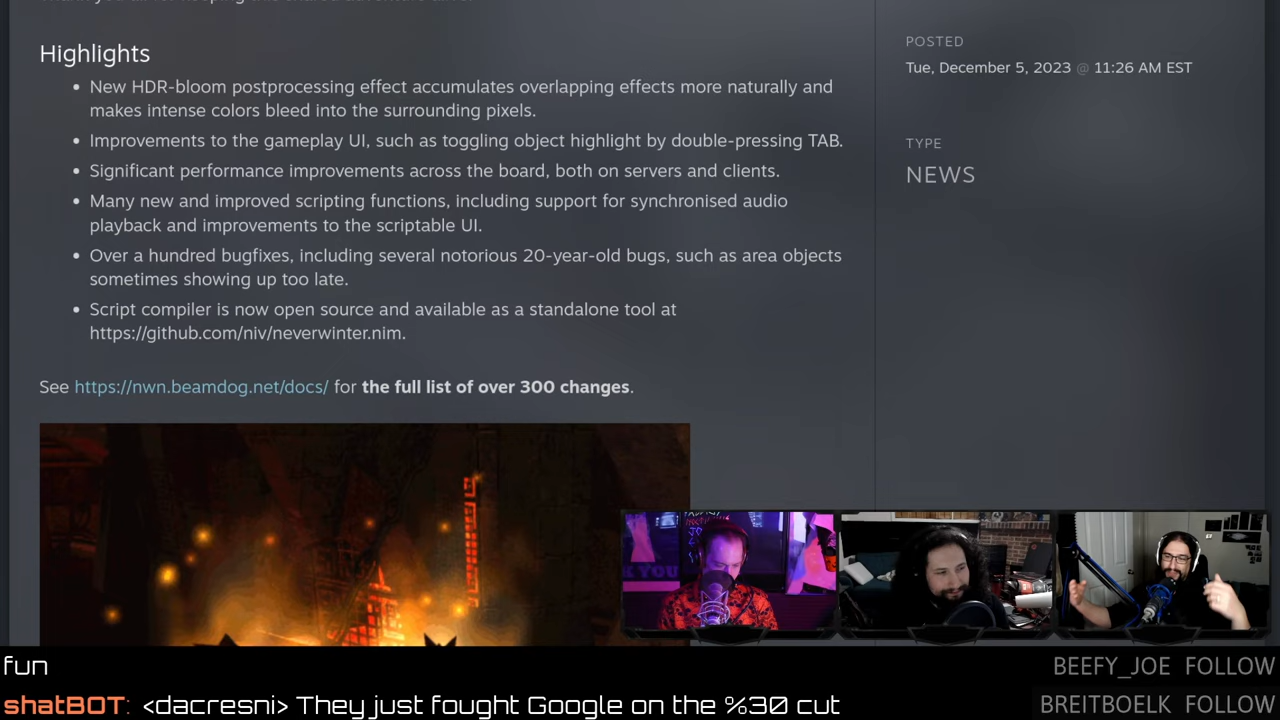 Highlights
• New HDR-bloom postprocessing effect accumulates overlapping effects more naturally and
makes intense colors bleed into the surrounding pixels.
• Improvements to the gameplay UI, such as toggling object highlight by double-pressing TAB.
• Significant performance improvements across the board, both on servers and clients.
• Many new and improved scripting functions, including support for synchronised audio
playback and improvements to the scriptable UI.
• Over a hundred bugfixes, including several notorious 20-year-old bugs, such as area objects
sometimes showing up too late.
• Script compiler is now open source and available as a standalone tool at
https://github.com/niv/neverwinter.nim.
See https://nwn.beamdog.net/docs/ for the full list of over 300 changes.
POSTED
Tue, December 5, 2023 @ 11:26 AM EST
TYPE
NEWS
fun
shatBOT: <dacresni> They just fought Google on the %30 cut
BEEFY_JOE FOLLOW
BREITBOELK FOLLOW